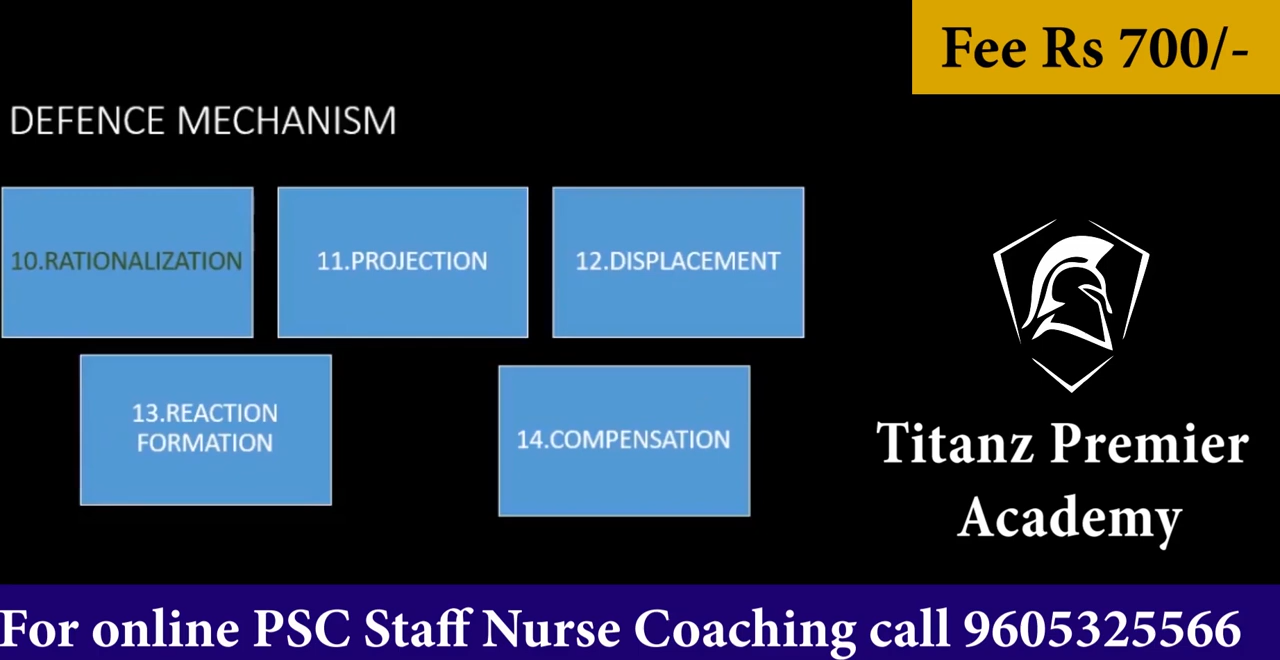 Fee Rs 700/-
DEFENCE MECHANISM
10.RATIONALIZATION
11.PROJECTION
12.DISPLACEMENT
13.REACTION
FORMATION
14.COMPENSATION
Titanz Premier
Academy
For online PSC Staff Nurse Coaching call 9605325566